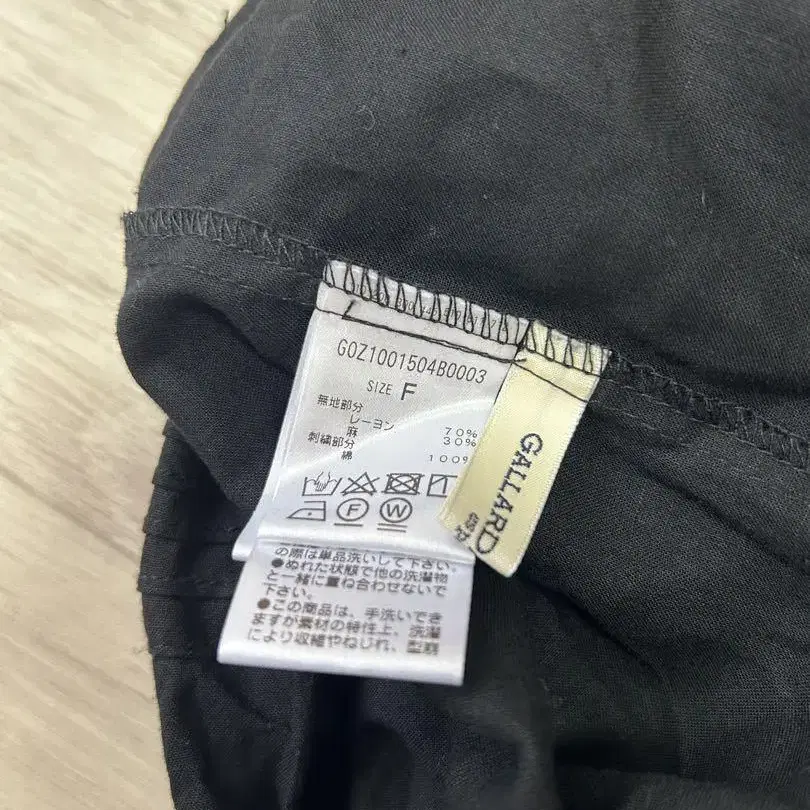 G0Z1001504B0003
SIZE F
無地部分
レーヨン 70%
麻 30%
刺繍部分
綿 100%
F W
GALLARD
の際は単品洗いして下さい。
●ぬれた状態で他の洗濯物
と一緒に重ね合わせないで
下さい。
●この商品は、手洗いでき
ますが素材の特性上、洗濯
により収縮やねじれ、型崩